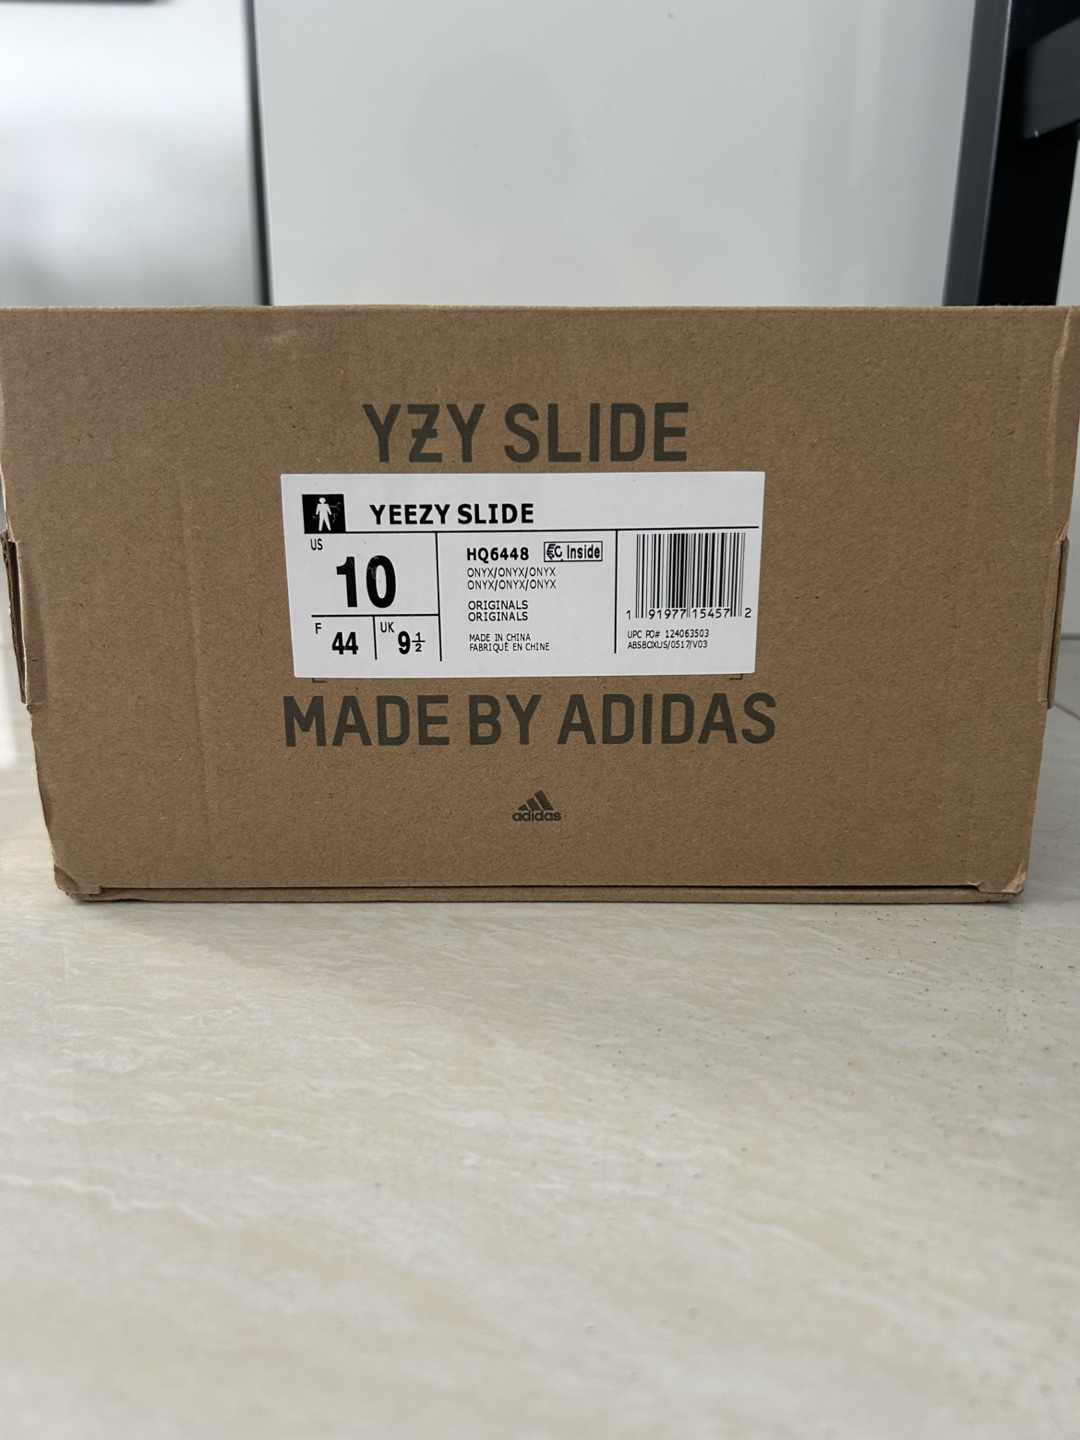 YZY SLIDE
YEEZY SLIDE
US
10
F
44
UK
9½
HQ6448
EC Inside
ONYX/ONYX/ONYX
ONYX/ONYX/ONYX
ORIGINALS
ORIGINALS
MADE IN CHINA
FABRIQUÉ EN CHINE
1 91977 15457 2
UPC PO# 124063503
ABSBOXUS/0517/V03
MADE BY ADIDAS
adidas